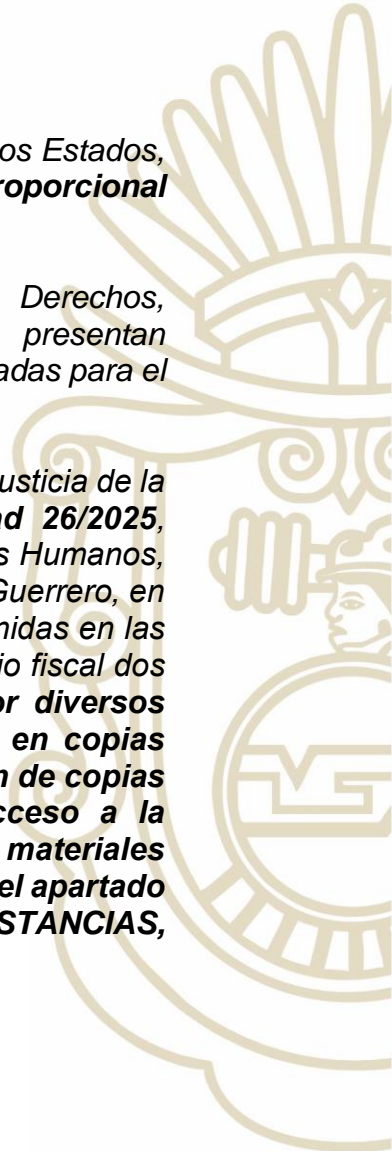 os Estados,
roporcional
Derechos,
presentan
adas para el
usticia de la
ad 26/2025,
s Humanos,
Guerrero, en
nidas en las
io fiscal dos
or diversos
en copias
n de copias
cceso a la
materiales
el apartado
STANCIAS,